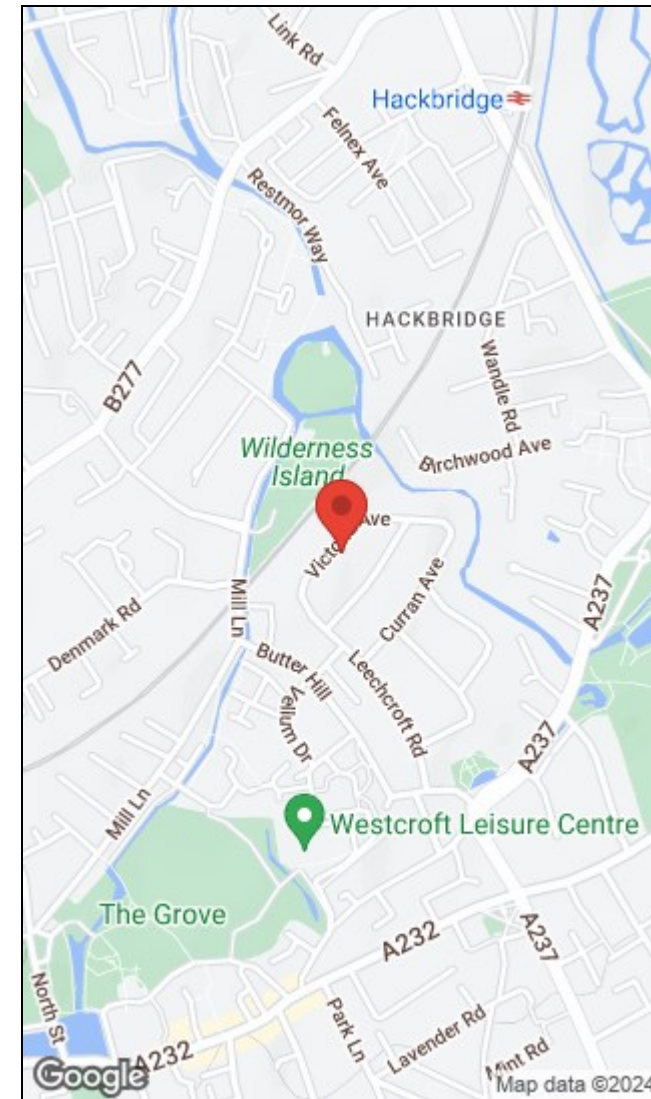 Link Rd
Hackbridge
Felnex Ave
Restmor Way
HACKBRIDGE
B277
Wandle Rd
Birchwood Ave
Wilderness
Island
Ave
Mill Ln
Denmark Rd
Curran Ave
A237
Butter Hill
Leechcroft Rd
Vellum Dr
A237
Mill Ln
Westcroft Leisure Centre
The Grove
A232
A237
North St
Park Ln
Lavender Rd
A232
Mint Rd
Google
Map data ©2024